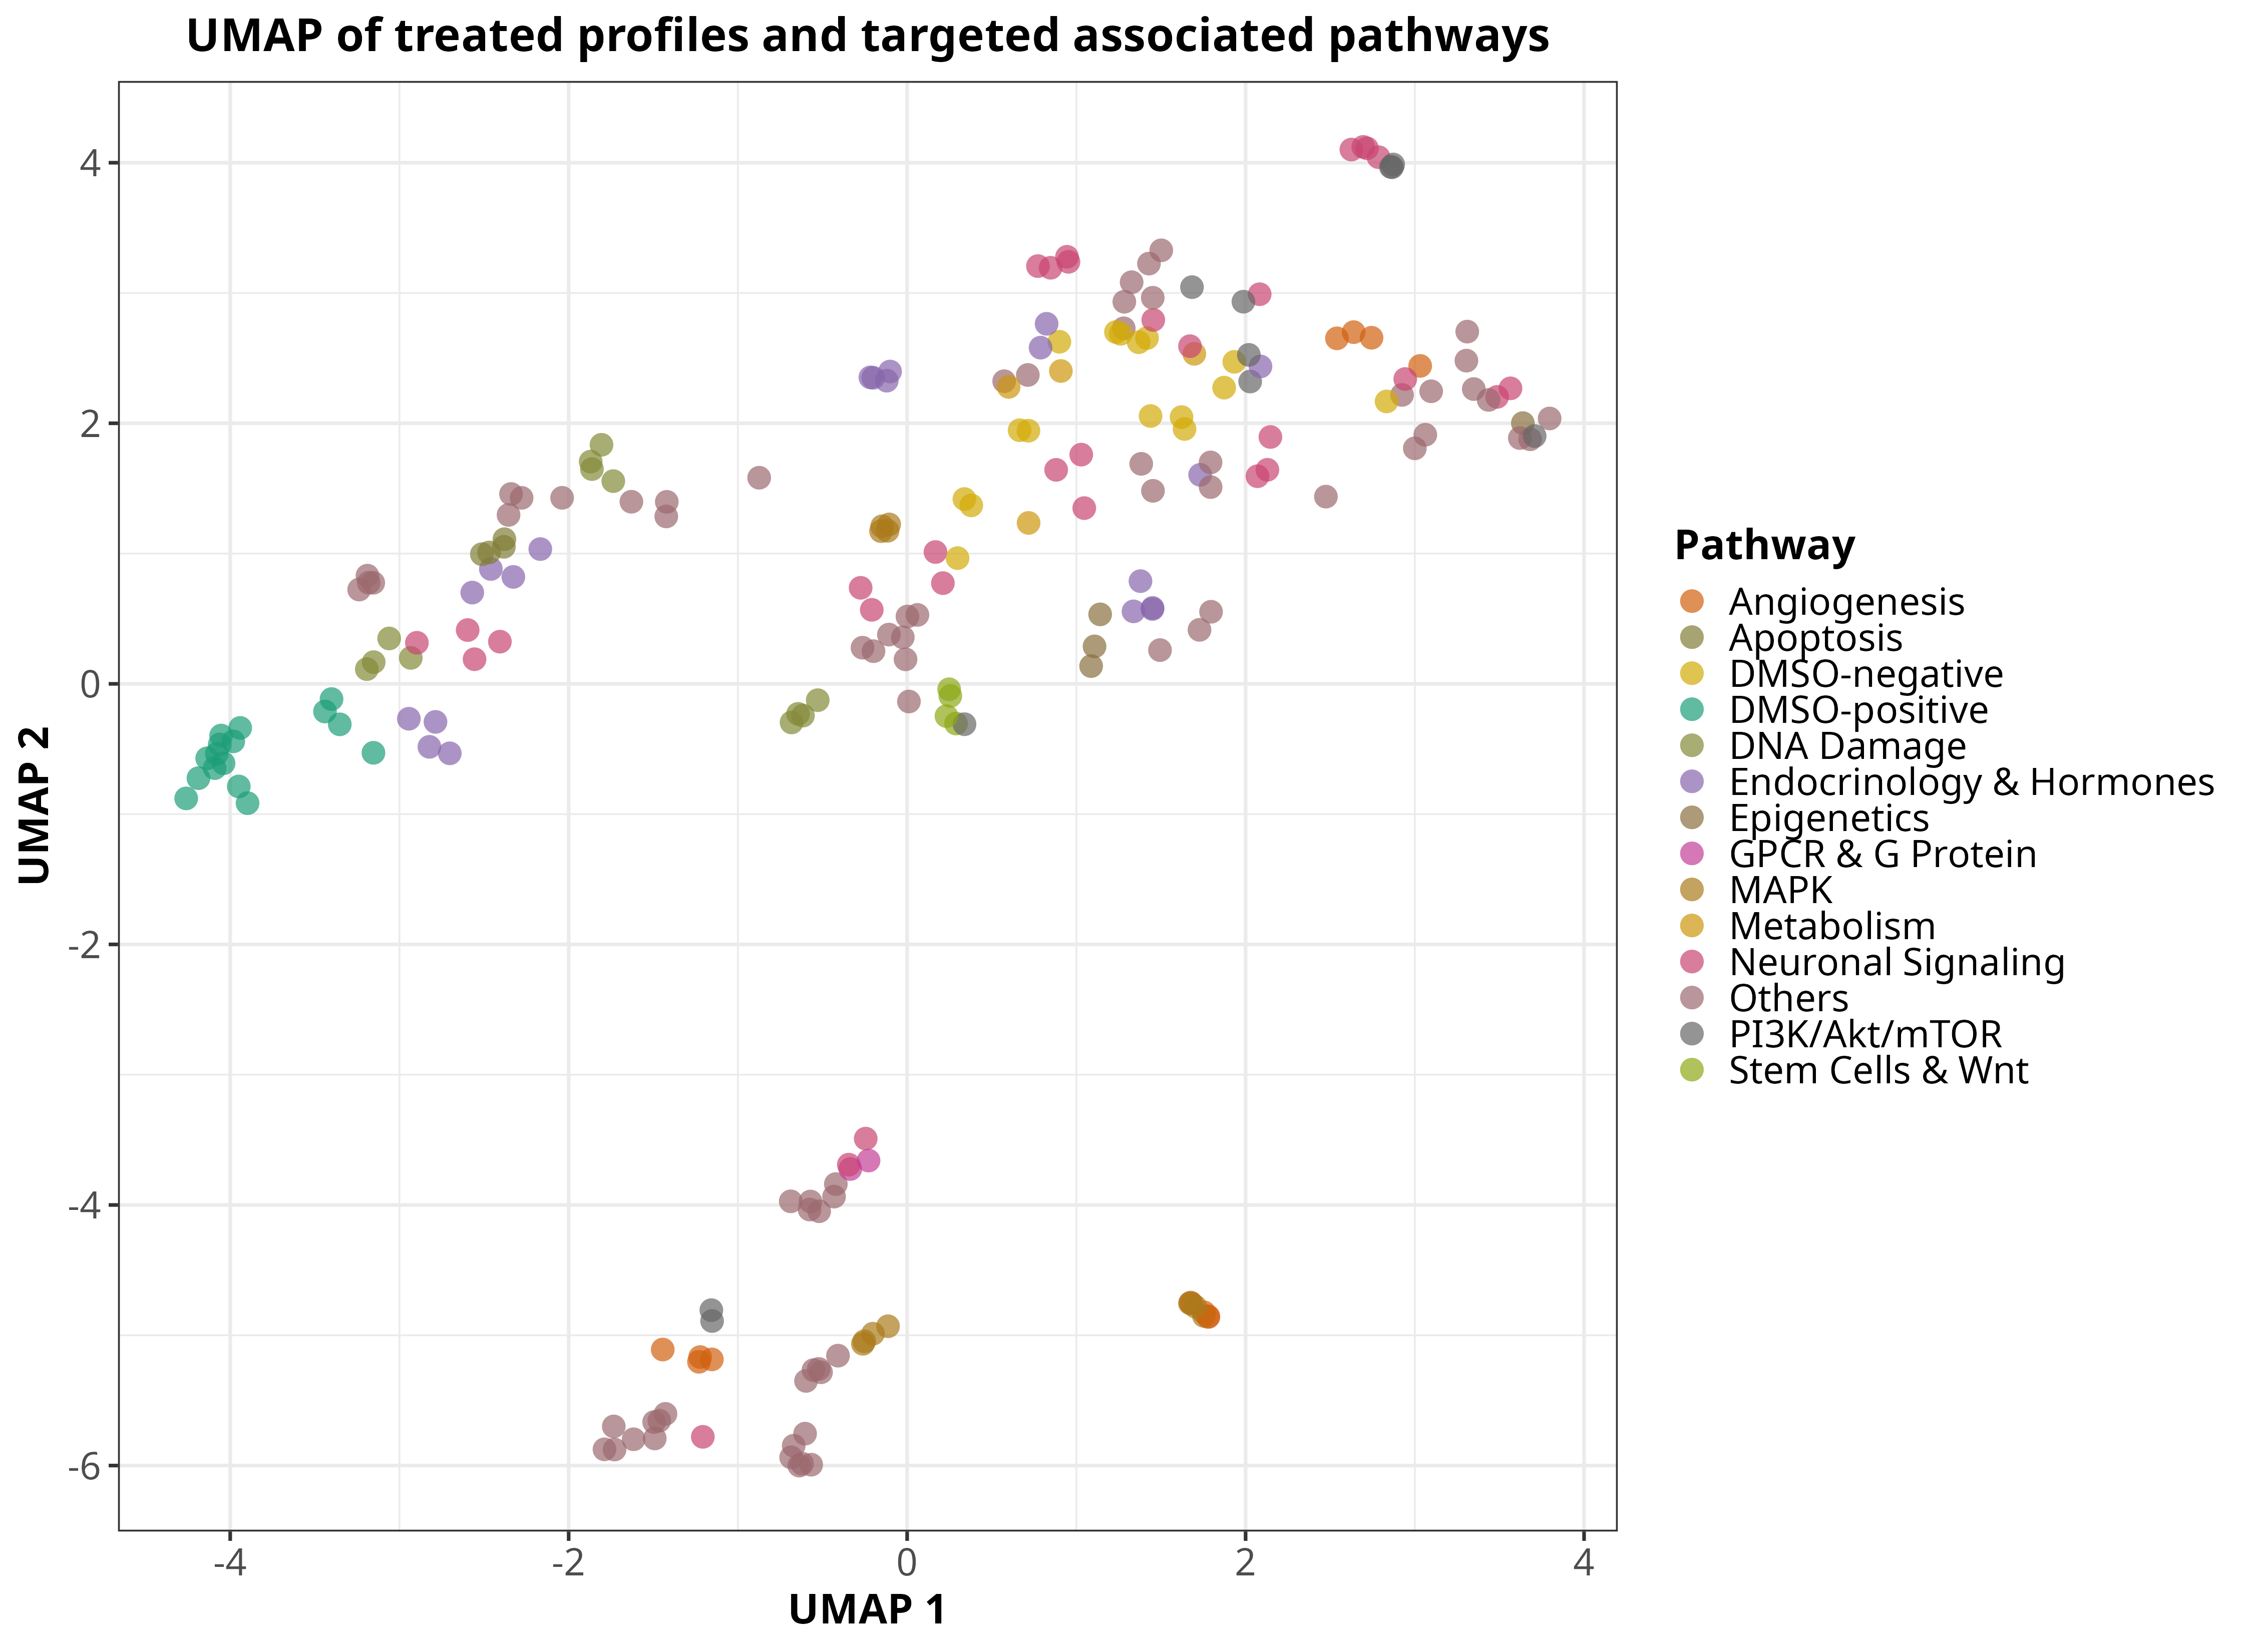 UMAP of treated profiles and targeted associated pathways
4
2
0
-2
-4
-6
UMAP 2
-4
-2
0
2
4
UMAP 1
Pathway
Angiogenesis
Apoptosis
DMSO-negative
DMSO-positive
DNA Damage
Endocrinology & Hormones
Epigenetics
GPCR & G Protein
MAPK
Metabolism
Neuronal Signaling
Others
PI3K/Akt/mTOR
Stem Cells & Wnt